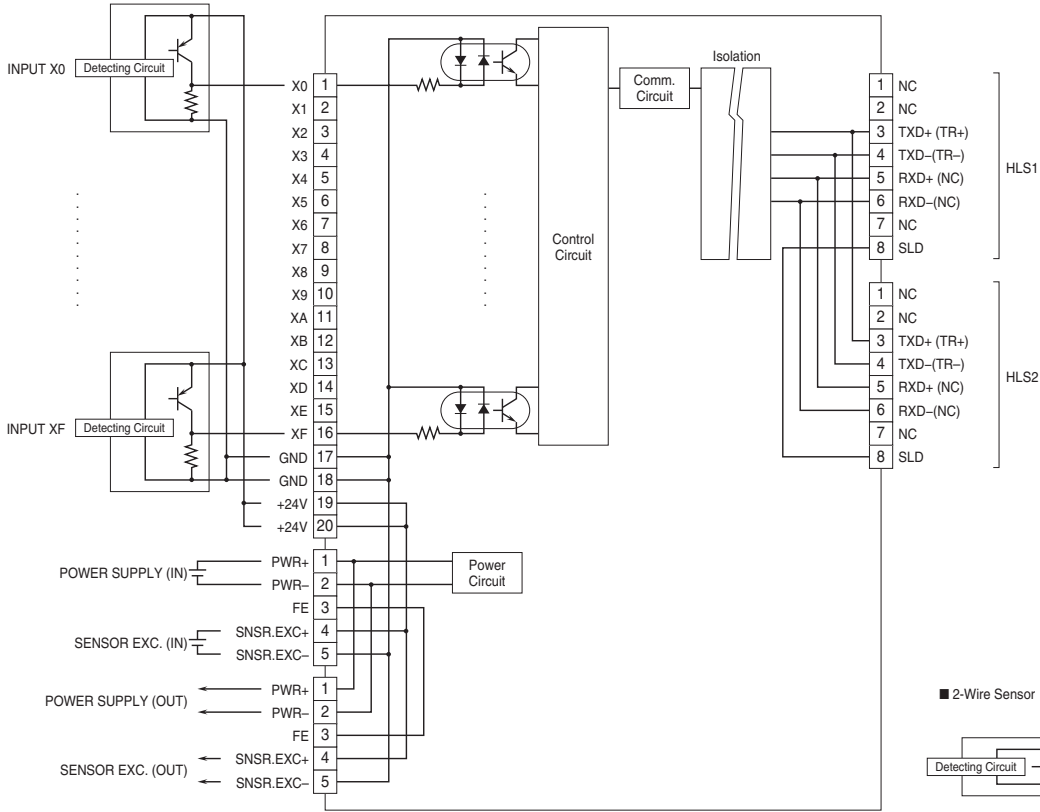 INPUT X0
Detecting Circuit
X0 1
X1 2
X2 3
X3 4
X4 5
X5 6
X6 7
X7 8
X8 9
X9 10
XA 11
XB 12
XC 13
XD 14
XE 15
XF 16
GND 17
GND 18
+24V 19
+24V 20
INPUT XF
Detecting Circuit
POWER SUPPLY (IN)
PWR+ 1
PWR– 2
FE 3
SENSOR EXC. (IN)
SNSR.EXC+ 4
SNSR.EXC– 5
POWER SUPPLY (OUT)
PWR+ 1
PWR– 2
FE 3
SENSOR EXC. (OUT)
SNSR.EXC+ 4
SNSR.EXC– 5
Control
Circuit
Power
Circuit
Comm.
Circuit
Isolation
1 NC
2 NC
3 TXD+ (TR+)
4 TXD–(TR–)
5 RXD+ (NC)
6 RXD–(NC)
7 NC
8 SLD
HLS1
1 NC
2 NC
3 TXD+ (TR+)
4 TXD–(TR–)
5 RXD+ (NC)
6 RXD–(NC)
7 NC
8 SLD
HLS2
■ 2-Wire Sensor
Detecting Circuit